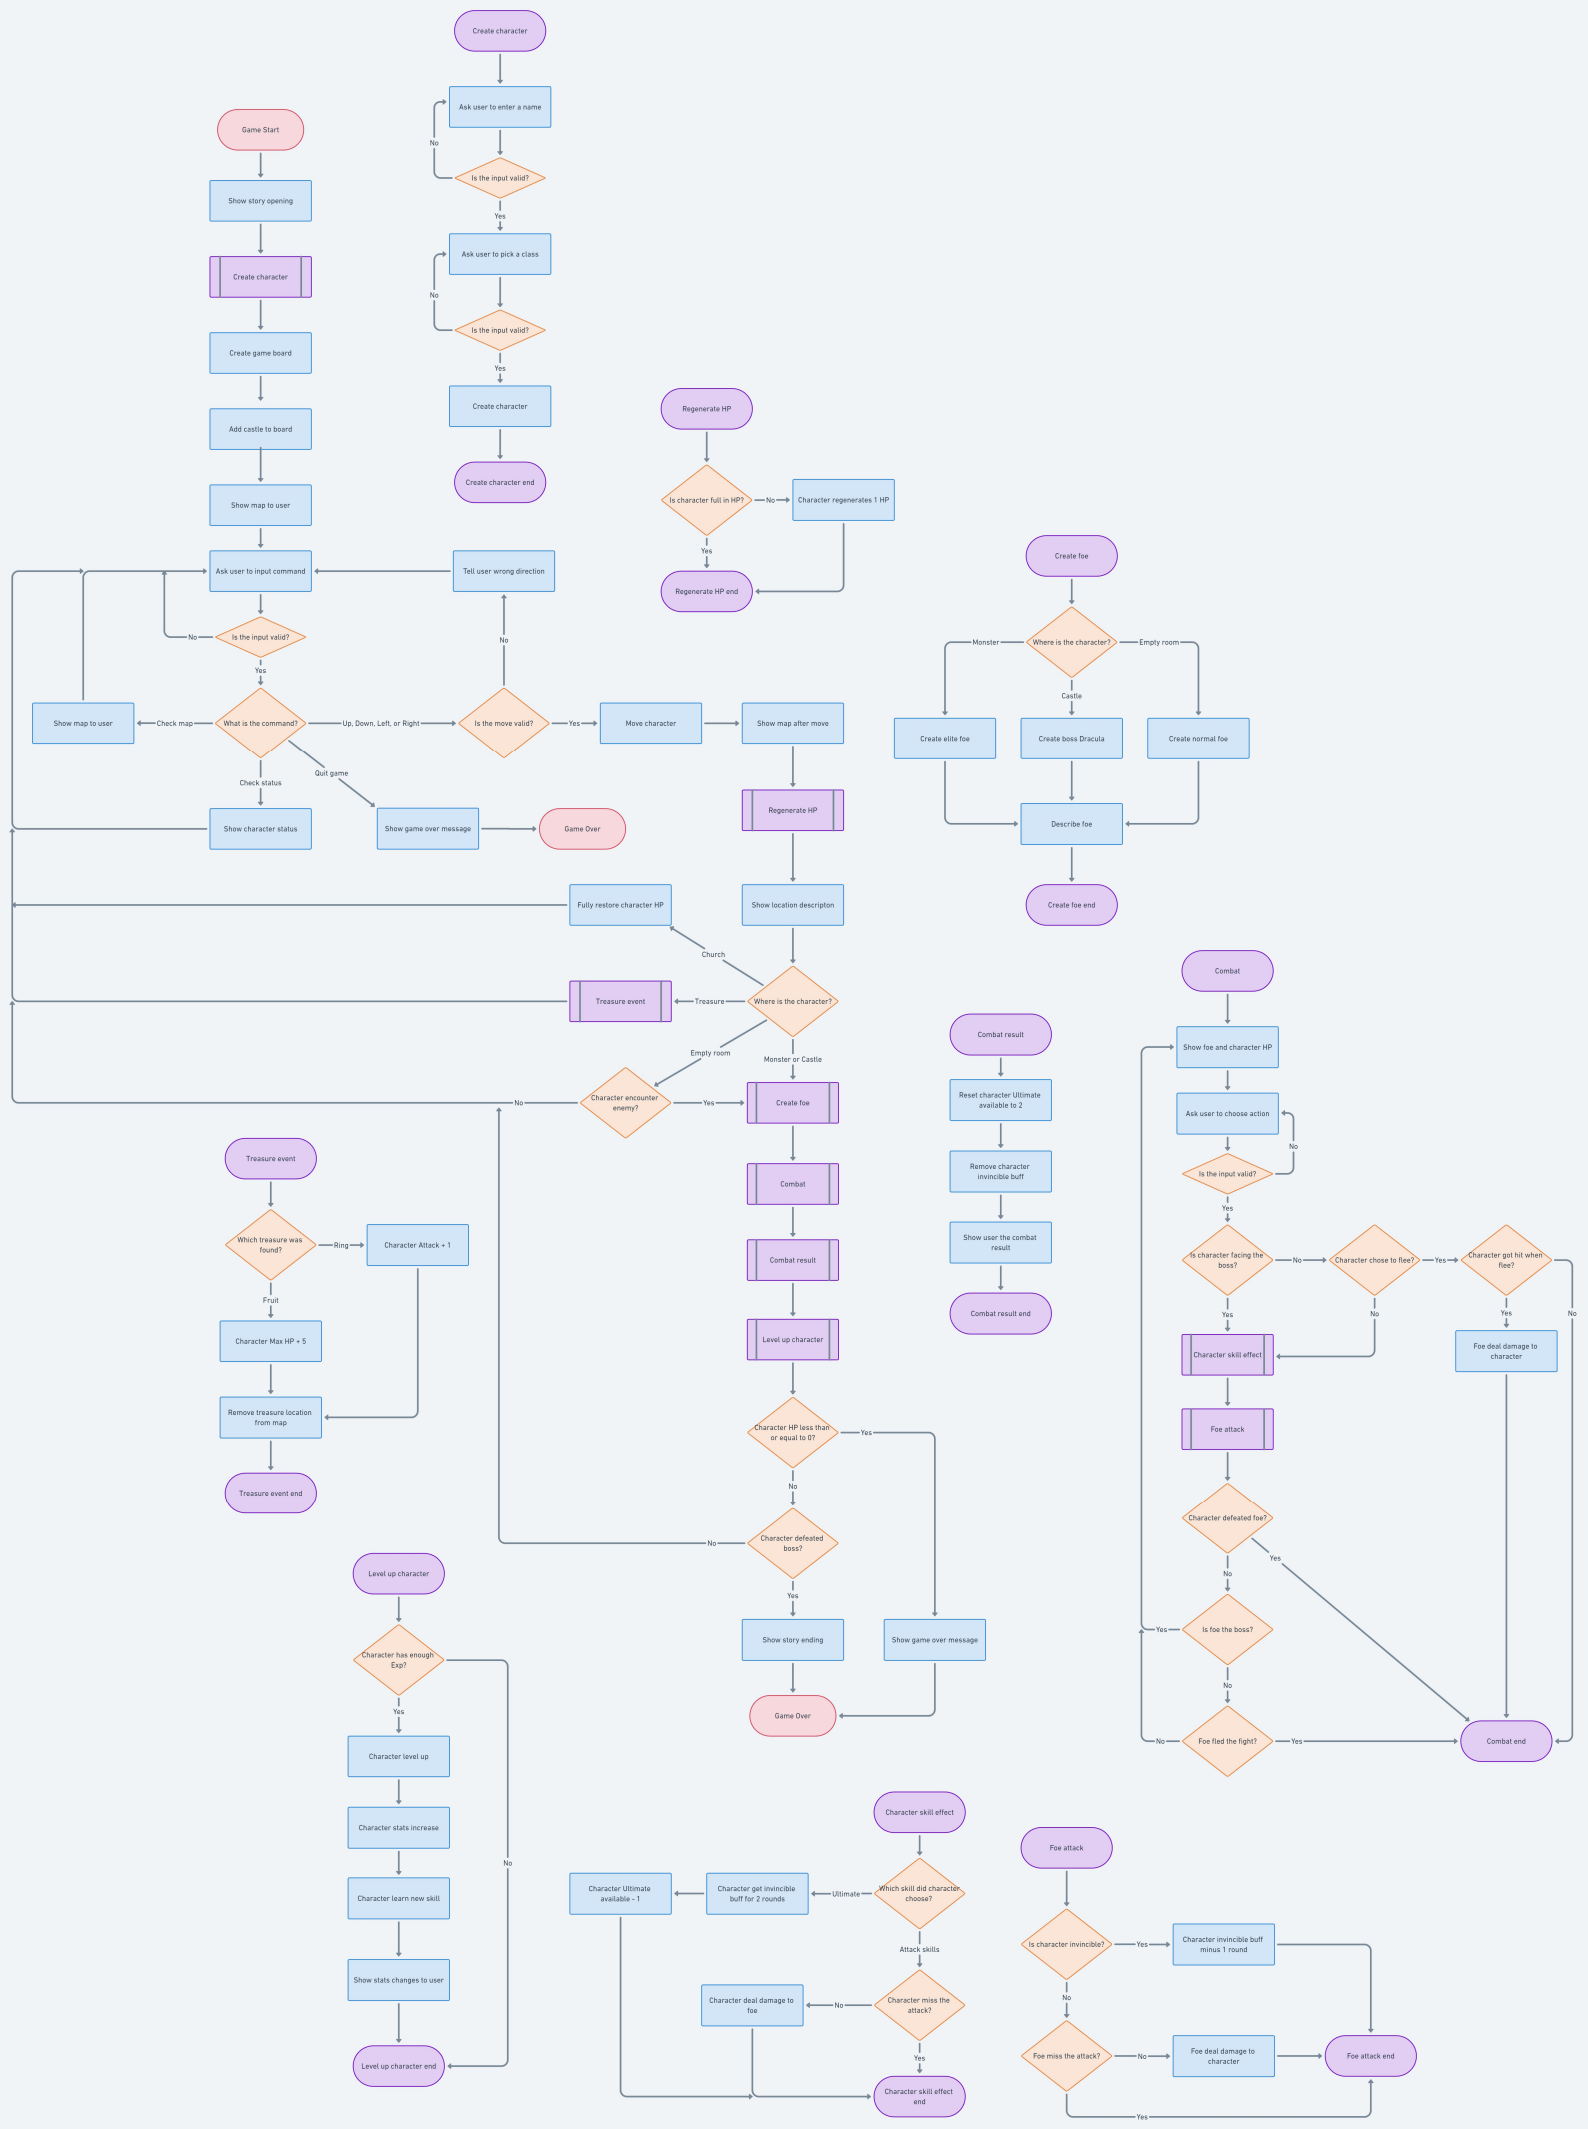 Create character
Ask user to enter a name
No
Is the input valid?
Yes
Ask user to pick a class
No
Is the input valid?
Yes
Create character
Create character end
Game Start
Show story opening
Create character
Create game board
Add castle to board
Show map to user
Ask user to input command
Tell user wrong direction
No
Is the input valid?
No
Yes
Show map to user
Check map
What is the command?
Up, Down, Left, or Right
Is the move valid?
Yes
Move character
Show map after move
Quit game
Check status
Show character status
Show game over message
Game Over
Regenerate HP
Fully restore character HP
Show location descripton
Church
Treasure event
Treasure
Where is the character?
Empty room
Monster or Castle
No
Character encounter
enemy?
Yes
Create foe
Combat
Combat result
Level up character
Character HP less than
or equal to 0?
Yes
No
No
Character defeated
boss?
Yes
Show story ending
Show game over message
Game Over
Regenerate HP
Is character full in HP?
No
Character regenerates 1 HP
Yes
Regenerate HP end
Create foe
Monster
Where is the character?
Empty room
Castle
Create elite foe
Create boss Dracula
Create normal foe
Describe foe
Create foe end
Combat result
Reset character Ultimate
available to 2
Remove character
invincible buff
Show user the combat
result
Combat result end
Combat
Show foe and character HP
Ask user to choose action
No
Is the input valid?
Yes
Is character facing the
boss?
No
Character chose to flee?
Yes
Character got hit when
flee?
Yes
No
Yes
No
Character skill effect
Foe deal damage to
character
Foe attack
Character defeated foe?
Yes
No
Yes
Is foe the boss?
No
No
Foe fled the fight?
Yes
Combat end
Treasure event
Which treasure was
found?
Ring
Character Attack + 1
Fruit
Character Max HP + 5
Remove treasure location
from map
Treasure event end
Level up character
Character has enough
Exp?
Yes
Character level up
Character stats increase
No
Character learn new skill
Show stats changes to user
Level up character end
Character skill effect
Character Ultimate
available - 1
Character get invincible
buff for 2 rounds
Ultimate
Which skill did character
choose?
Attack skills
Character deal damage to
foe
No
Character miss the
attack?
Yes
Character skill effect
end
Foe attack
Is character invincible?
Yes
Character invincible buff
minus 1 round
No
Foe miss the attack?
No
Foe deal damage to
character
Foe attack end
Yes